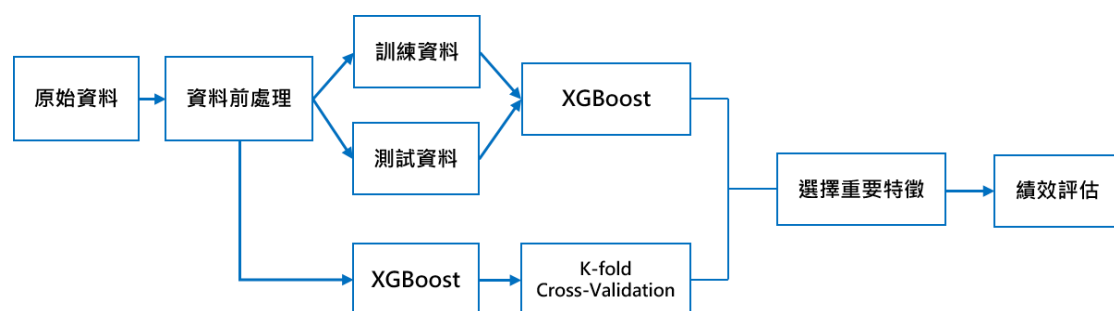 原始資料
資料前處理
訓練資料
測試資料
XGBoost
XGBoost
K-fold
Cross-Validation
選擇重要特徵
績效評估